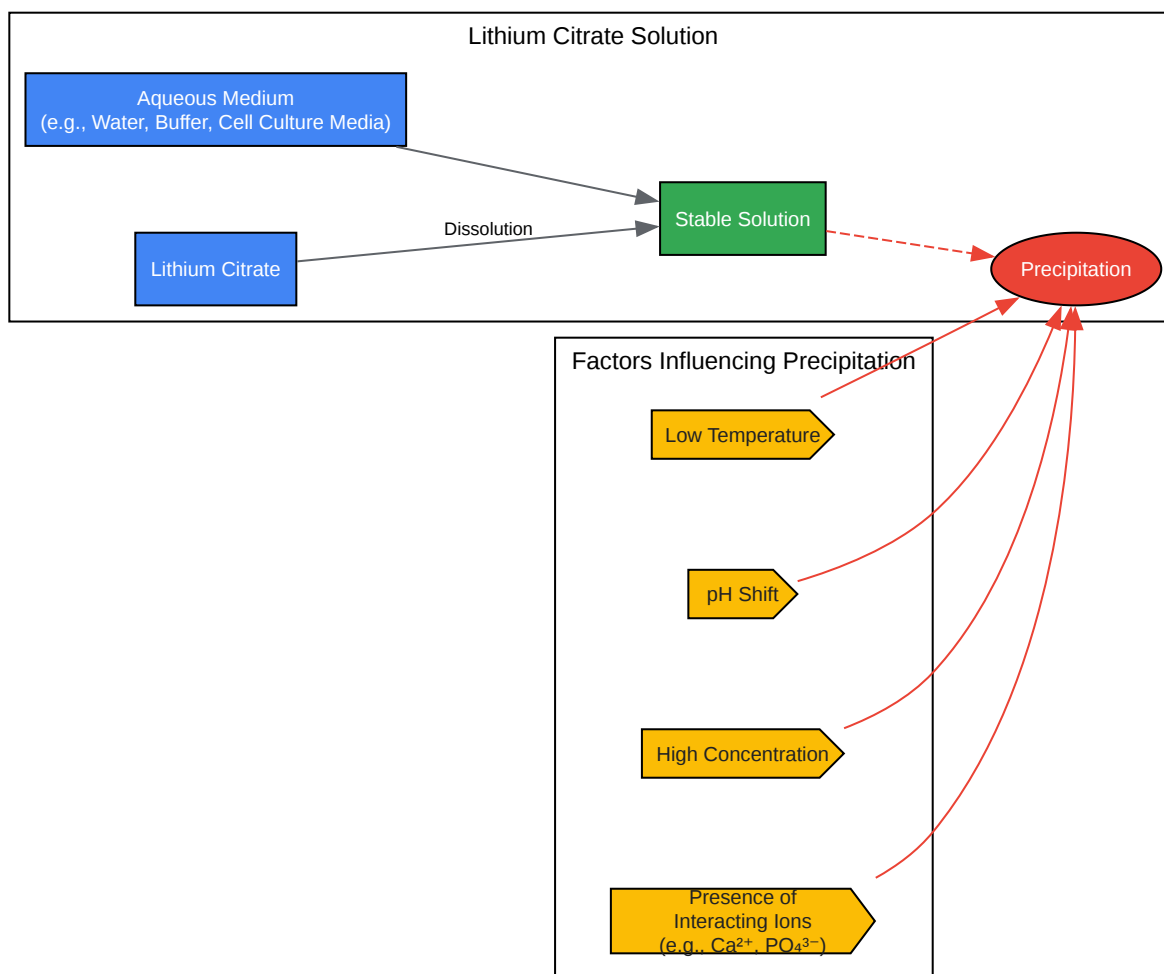 Lithium Citrate Solution
Aqueous Medium
(e.g., Water, Buffer, Cell Culture Media)
Dissolution
Stable Solution
Lithium Citrate
Precipitation
Factors Influencing Precipitation
Low Temperature
pH Shift
High Concentration
Presence of
Interacting Ions
(e.g., Ca²⁺, PO₄³⁻)